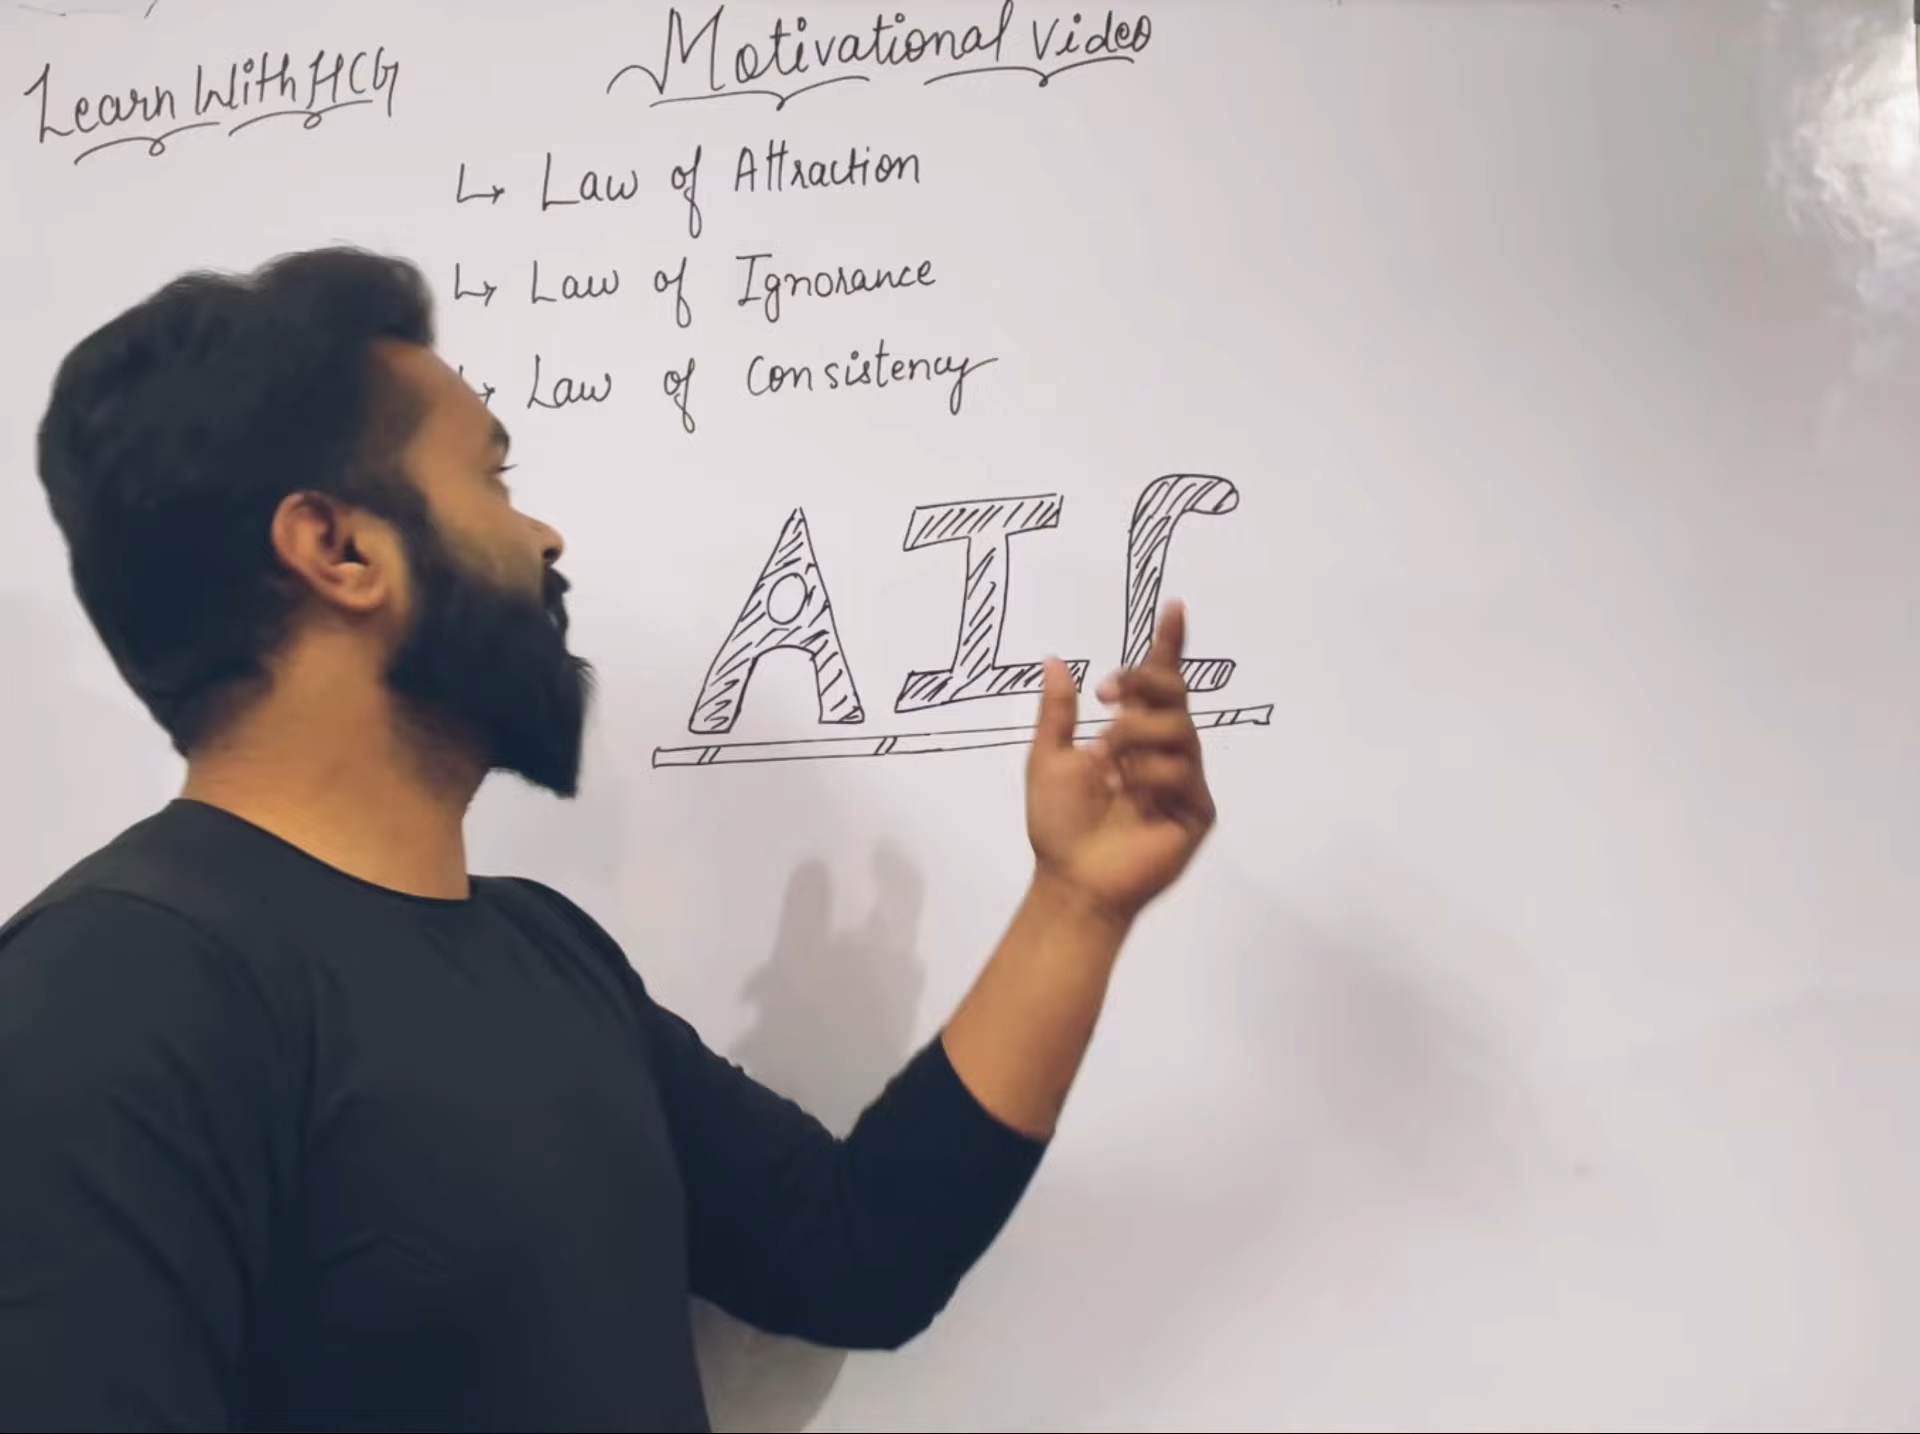 Learn With HCG
Motivational Video
↳ Law of Attraction
↳ Law of Ignorance
↳ Law of Consistency
AIC